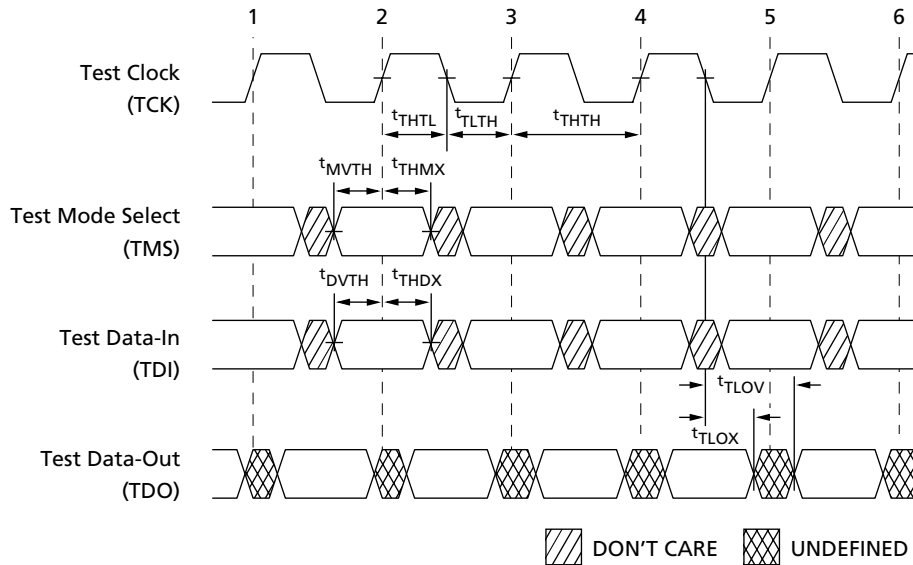 1 2 3 4 5 6
Test Clock
(TCK)
tTHTL tTLTH tTHTH
tMVTH tTHMX
Test Mode Select
(TMS)
tDVTH tTHDX
Test Data-In
(TDI)
tTLOV
tTLOX
Test Data-Out
(TDO)
DON'T CARE UNDEFINED